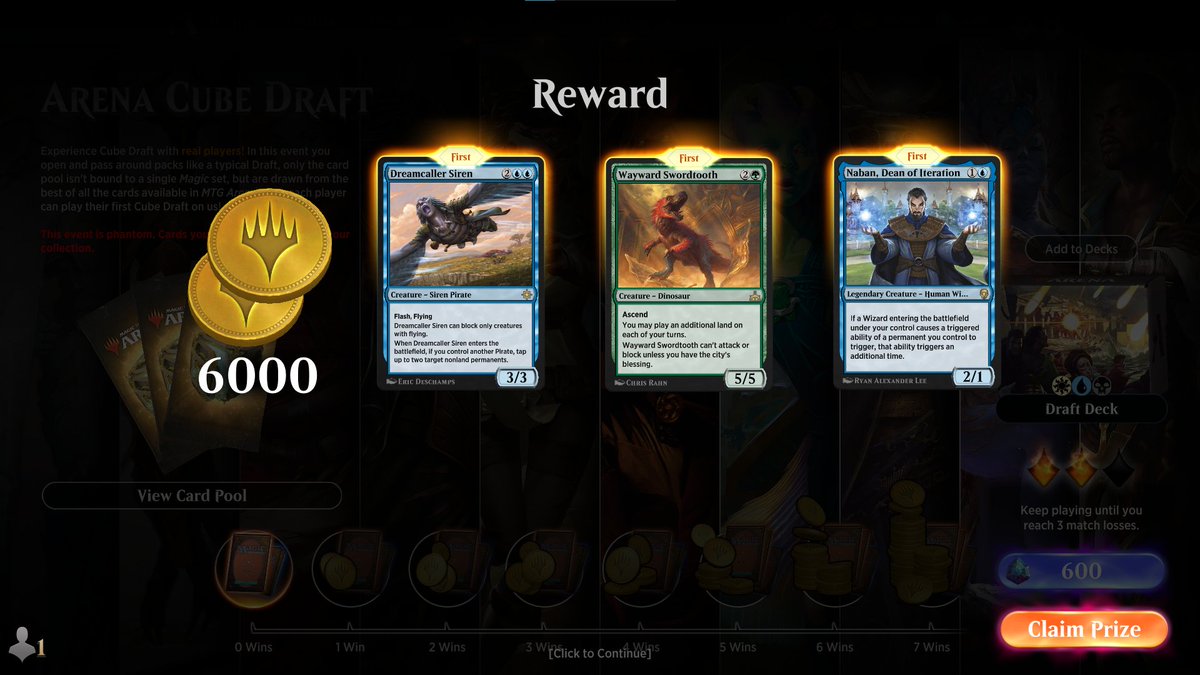 Reward
ARENA CUBE DRAFT
Experience Cube Draft with real players! In this event you
open and pass around packs like a typical Draft, only the card
pool isn't bound to a single Magic set, but are drawn from the
best of all the cards available in MTG Ar ch player
can play their first Cube Draft on us!
This event is phantom. Cards yo ur
collection.
6000
First
Dreamcaller Siren 2
Creature – Siren Pirate
Flash, Flying
Dreamcaller Siren can block only creatures
with flying.
When Dreamcaller Siren enters the
battlefield, if you control another Pirate, tap
up to two target nonland permanents.
Eric Deschamps
3/3
First
Wayward Swordtooth 2
Creature – Dinosaur
Ascend
You may play an additional land on
each of your turns.
Wayward Swordtooth can't attack or
block unless you have the city's
blessing.
Chris Rahn
5/5
First
Naban, Dean of Iteration 1
Legendary Creature – Human Wi...
If a Wizard entering the battlefield
under your control causes a triggered
ability of a permanent you control to
trigger, that ability triggers an
additional time.
Ryan Alexander Lee
2/1
Add to Decks
Draft Deck
Keep playing until you
reach 3 match losses.
600
Claim Prize
View Card Pool
0 Wins
1 Win
2 Wins
3 Wins
[Click to Continue]
5 Wins
6 Wins
7 Wins
1